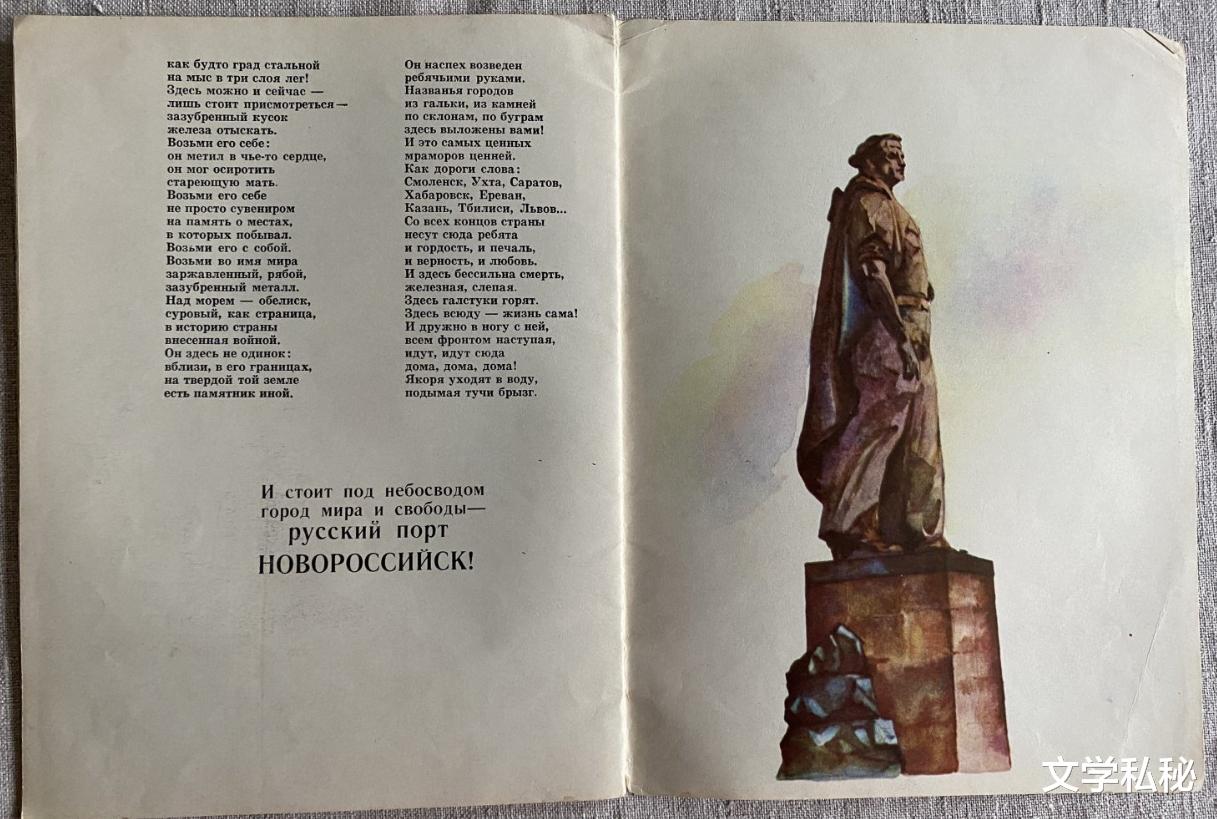 как будто град стальной
на мыс в три слоя лег!
Здесь можно и сейчас —
лишь стоит присмотреться —
зазубренный кусок
железа отыскать.
Возьми его себе:
он метил в чье-то сердце,
он мог осиротить
стареющую мать.
Возьми его себе
не просто сувениром
на память о местах,
в которых побывал.
Возьми его с собой.
Возьми во имя мира
заржавленный, рябой,
зазубренный металл.
Над морем — обелиск,
суровый, как страница,
в историю страны
внесенная войной.
Он здесь не одинок:
вблизи, в его границах,
на твердой той земле
есть памятник иной.
Он наспех возведен
ребячьими руками.
Названья городов
из гальки, из камней
по склонам, по буграм
здесь выложены вами!
И это самых ценных
мраморов ценней.
Как дороги слова:
Смоленск, Ухта, Саратов,
Хабаровск, Ереван,
Казань, Тбилиси, Львов...
Со всех концов страны
несут сюда ребята
и гордость, и печаль,
и верность, и любовь.
И здесь бессильна смерть,
железная, слепая.
Здесь галстуки горят.
Здесь всюду — жизнь сама!
И дружно в ногу с ней,
всем фронтом наступая,
идут, идут сюда
дома, дома, дома!
Якоря уходят в воду,
подымая тучи брызг.
И стоит под небосводом
город мира и свободы—
русский порт
НОВОРОССИЙСК!
文学私秘